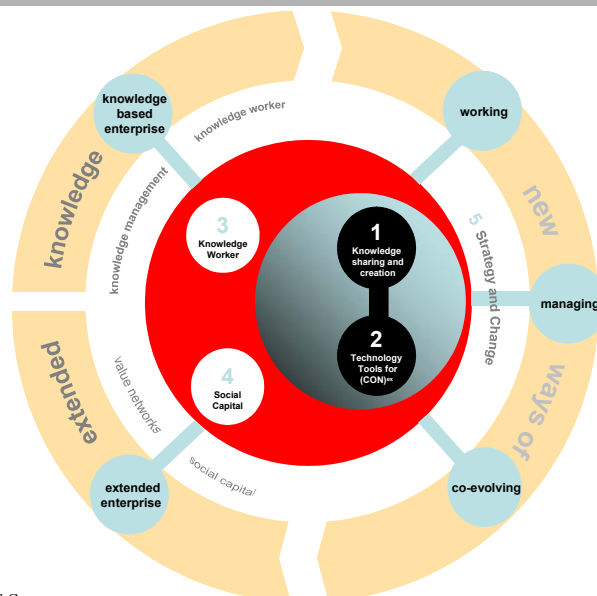 knowledge
based
enterprise
knowledge worker
working
knowledge
knowledge management
new
3
Knowledge
Worker
1
Knowledge
sharing and
creation
5 Strategy and Change
managing
2
Technology
Tools for
(CON)ex
4
Social
Capital
extended
value networks
ways of
social capital
extended
enterprise
co-evolving